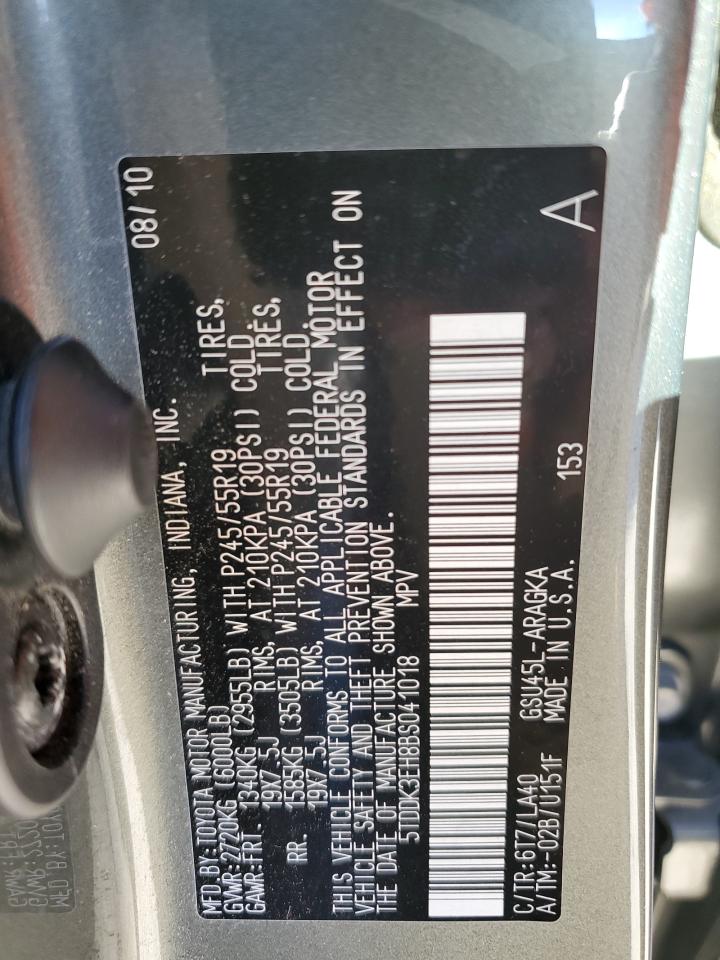 MFD. BY: TOYOTA MOTOR MANUFACTURING, INDIANA, INC. 08/10
GVWR: 2720KG (6000LB)
GAWR: FRT. 1340KG (2955LB) WITH P245/55R19 TIRES,
19X7.5J RIMS, AT 210KPA (30PSI) COLD.
RR. 1585KG (3505LB) WITH P245/55R19 TIRES,
19X7.5J RIMS, AT 210KPA (30PSI) COLD.
THIS VEHICLE CONFORMS TO ALL APPLICABLE FEDERAL MOTOR
VEHICLE SAFETY AND THEFT PREVENTION STANDARDS IN EFFECT ON
THE DATE OF MANUFACTURE SHOWN ABOVE.
5TDDK3EH8BS041018 MPV
C/TR: 6T7/LA40 GSU45L-ARAGKA
A/TM: -02B/U151F MADE IN U.S.A. 153 A